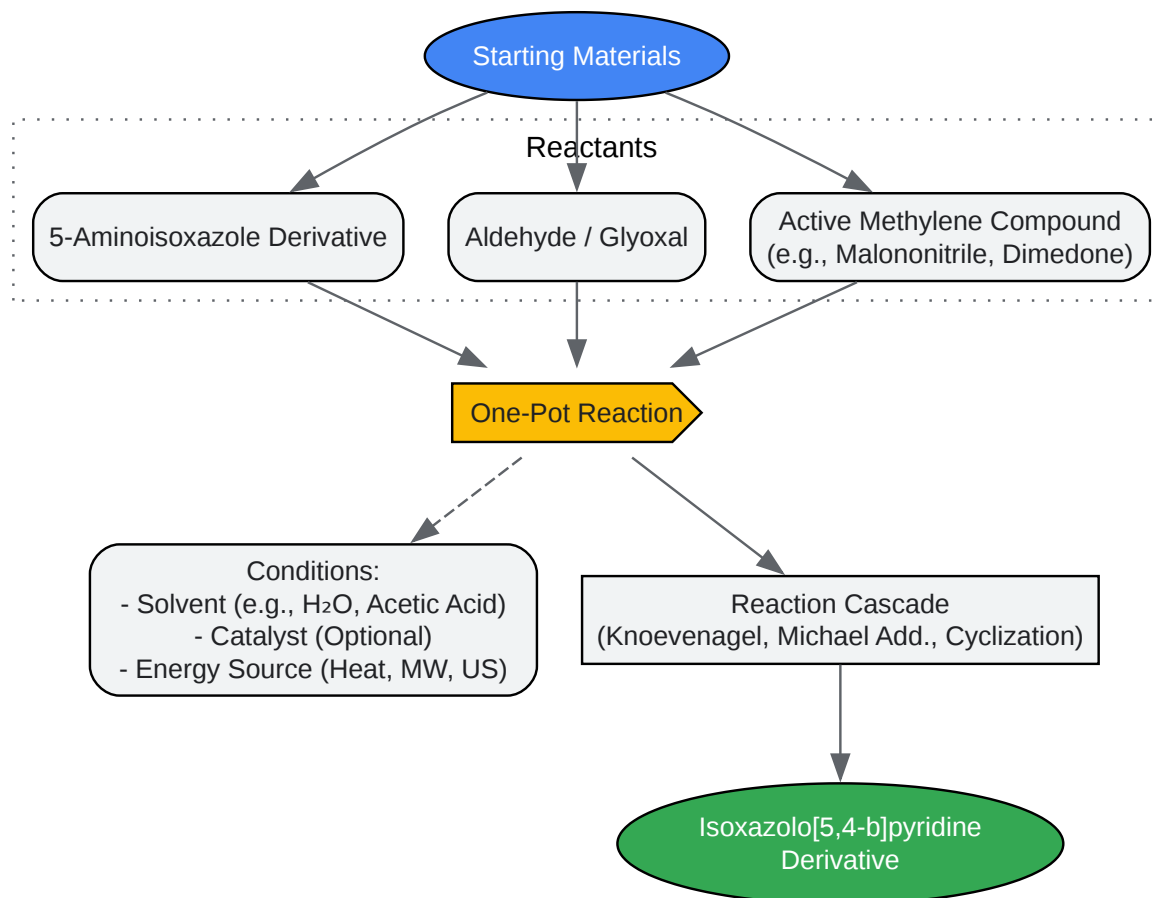 Starting Materials
Reactants
5-Aminoisoxazole Derivative
Aldehyde / Glyoxal
Active Methylene Compound
(e.g., Malononitrile, Dimedone)
One-Pot Reaction
Conditions:
- Solvent (e.g., H₂O, Acetic Acid)
- Catalyst (Optional)
- Energy Source (Heat, MW, US)
Reaction Cascade
(Knoevenagel, Michael Add., Cyclization)
Isoxazolo[5,4-b]pyridine
Derivative